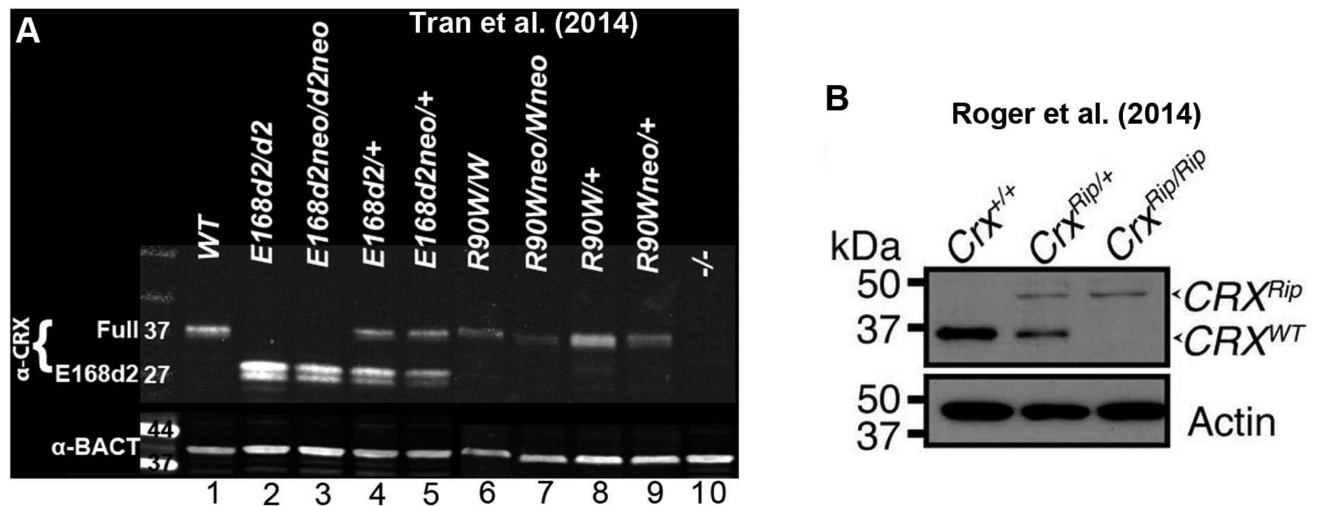 A
Tran et al. (2014)
WT
E168d2/d2
E168d2neo/d2neo
E168d2/+
E168d2neo/+
R90W/W
R90Wneo/Wneo
R90W/+
R90Wneo/+
-/-
α-CRX
{
Full 37
E168d2 27
44
α-BACT
37
1 2 3 4 5 6 7 8 9 10
B
Roger et al. (2014)
kDa
Crx+/+
CrxRip/+
CrxRip/Rip
50
CRXRip
37
CRXWT
50
Actin
37